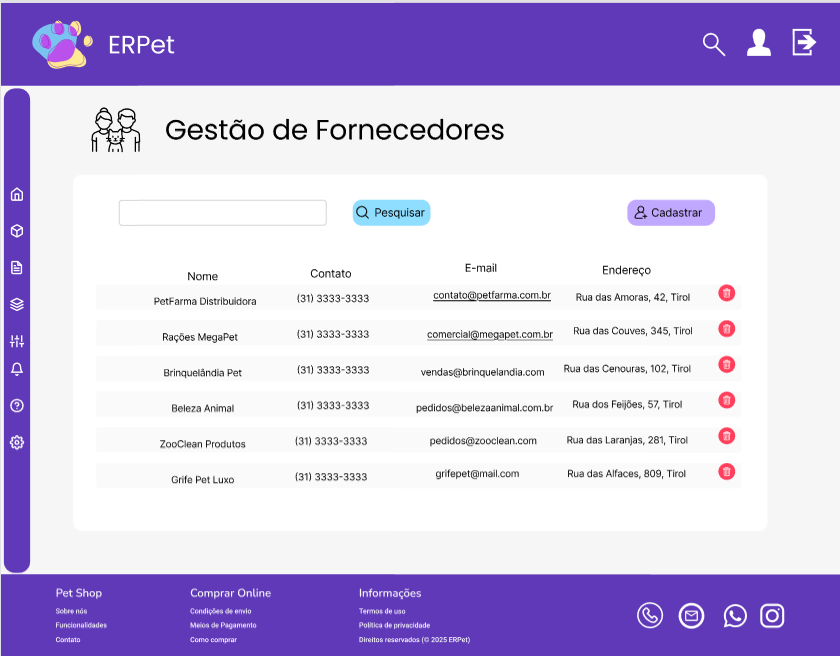 ERPet
Gestão de Fornecedores
Pesquisar
Cadastrar
Nome Contato E-mail Endereço
PetFarma Distribuidora (31) 3333-3333 contato@petfarma.com.br Rua das Amoras, 42, Tirol
Rações MegaPet (31) 3333-3333 comercial@megapet.com.br Rua das Couves, 345, Tirol
Brinquelândia Pet (31) 3333-3333 vendas@brinquelandia.com Rua das Cenouras, 102, Tirol
Beleza Animal (31) 3333-3333 pedidos@belezaanimal.com.br Rua dos Feijões, 57, Tirol
ZooClean Produtos (31) 3333-3333 pedidos@zooclean.com Rua das Laranjas, 281, Tirol
Grife Pet Luxo (31) 3333-3333 grifepet@mail.com Rua das Alfaces, 809, Tirol
Pet Shop
Sobre nós
Funcionalidades
Contato
Comprar Online
Condições de envio
Meios de Pagamento
Como comprar
Informações
Termos de uso
Política de privacidade
Direitos reservados (© 2025 ERPet)